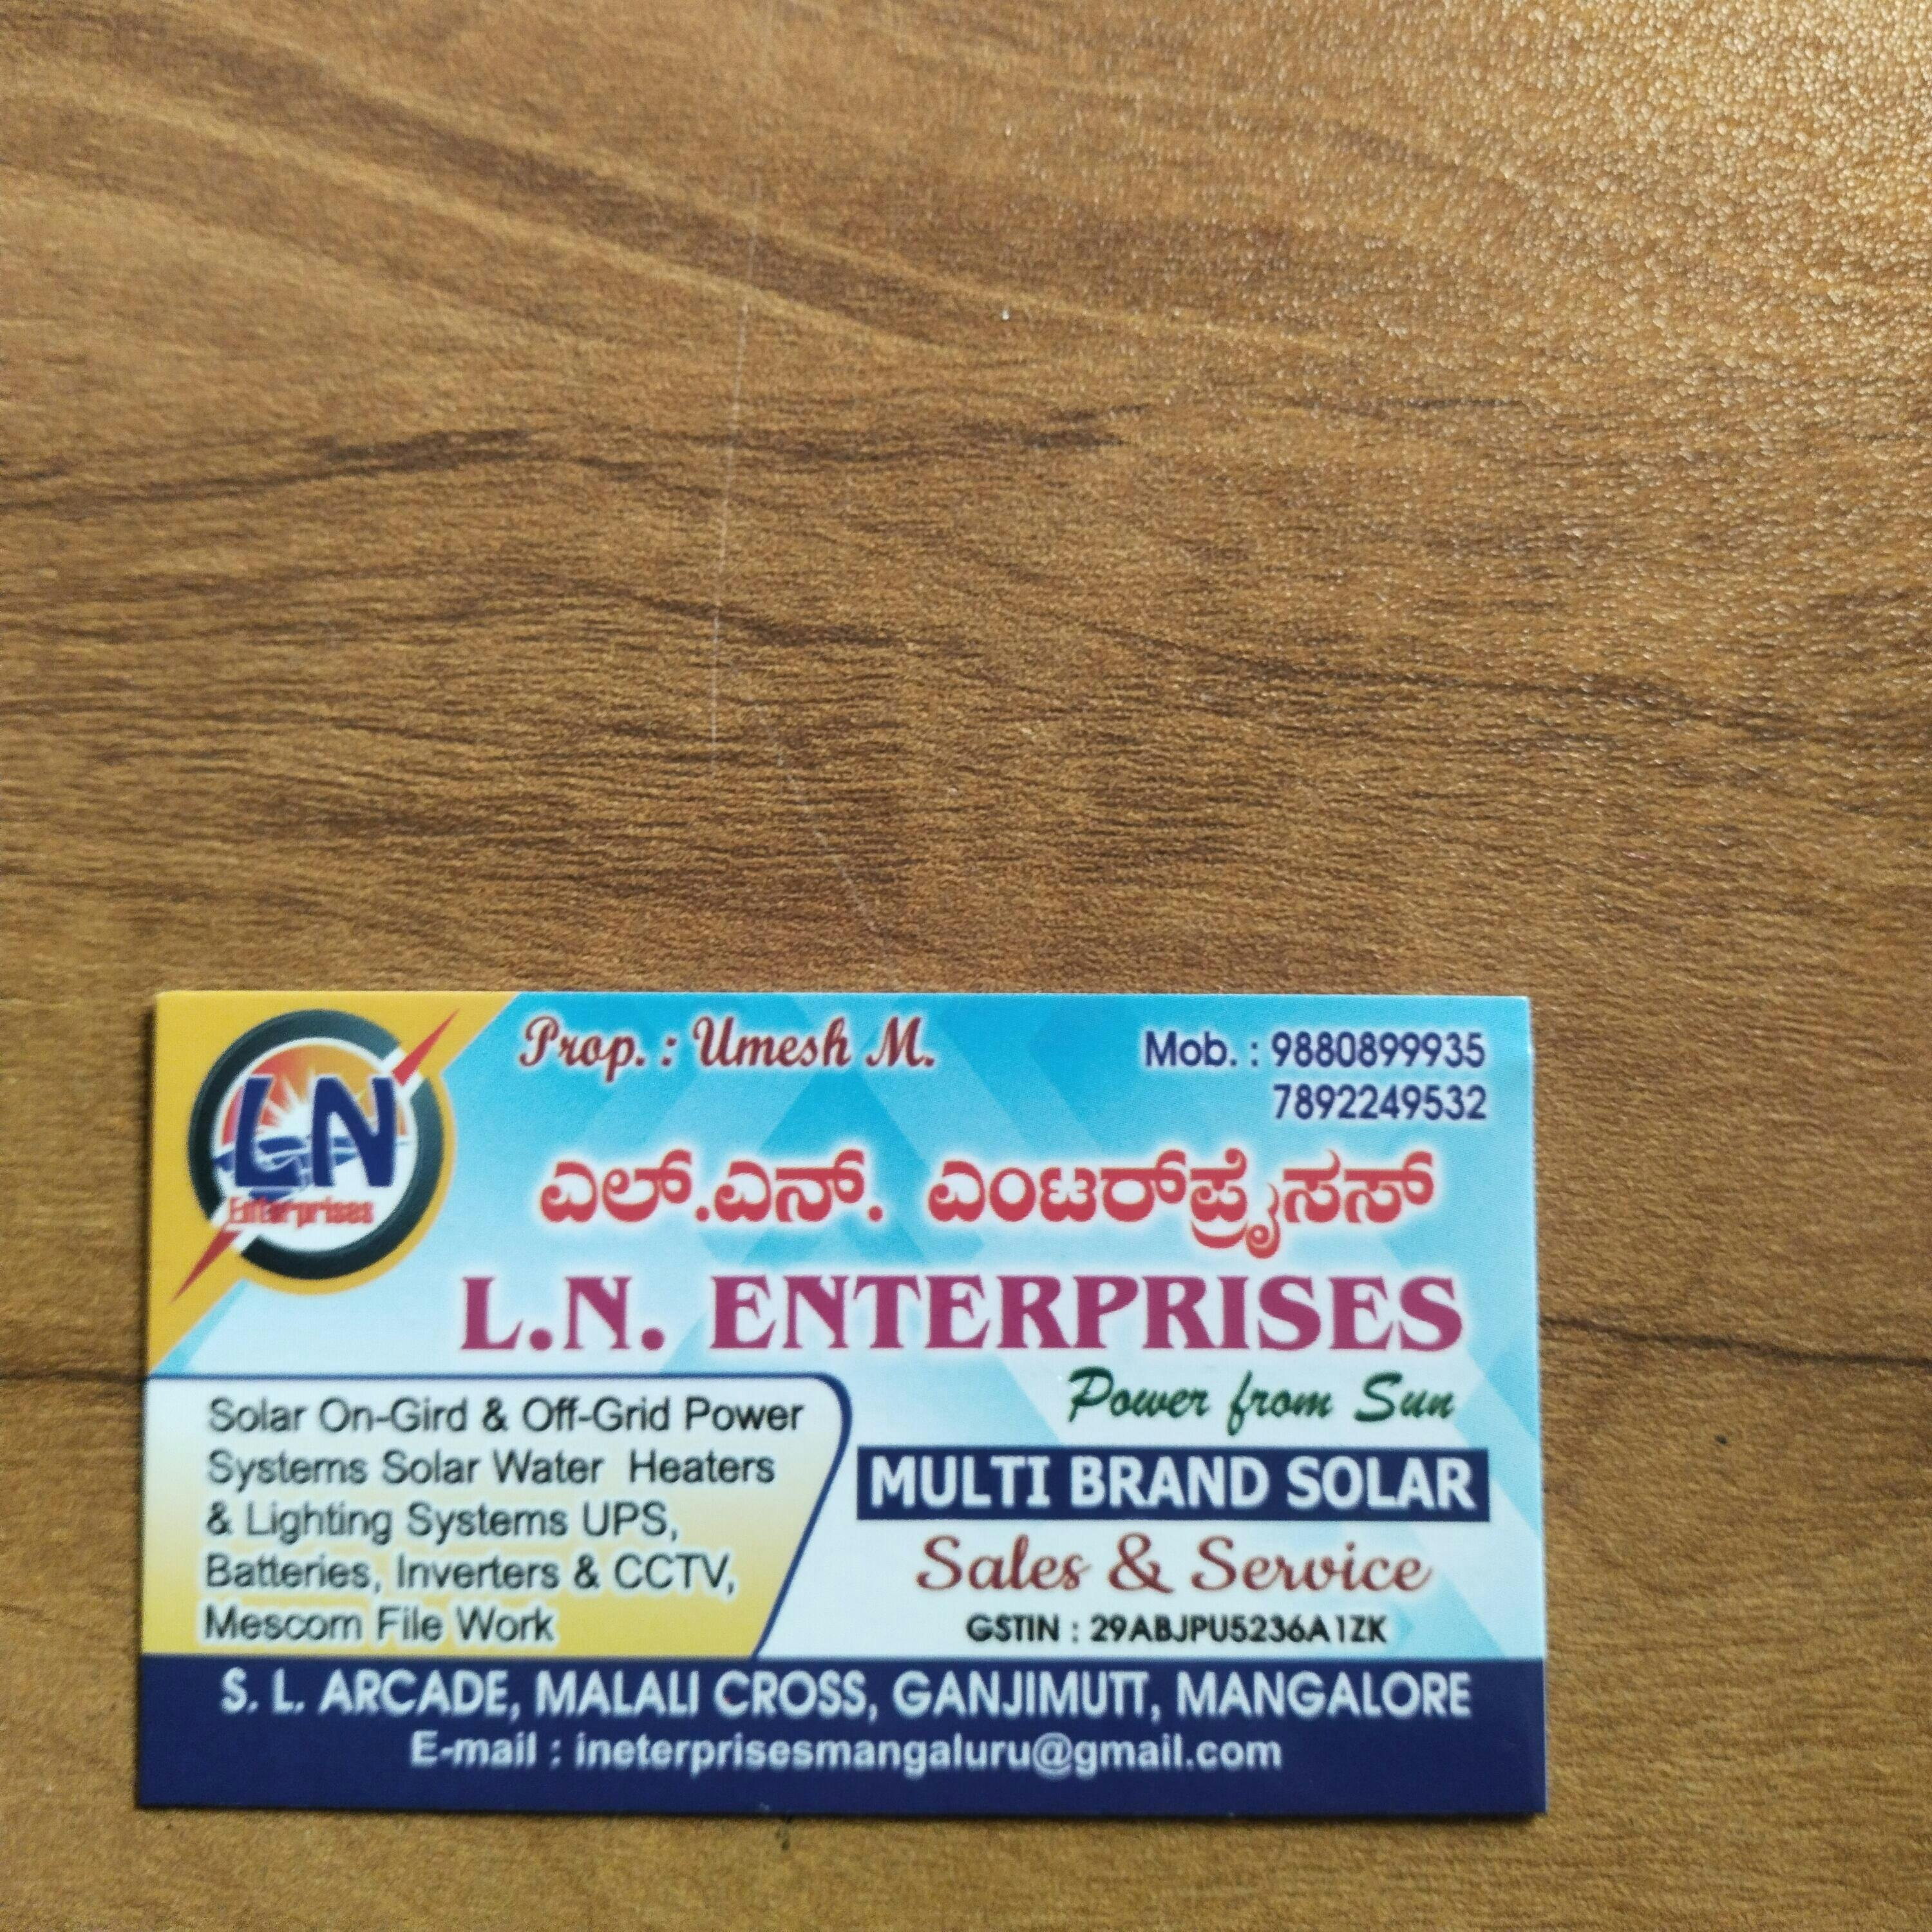 LN
Enterprises
Prop. : Umesh M.
Mob. : 9880899935
7892249532
ಎಲ್.ಎನ್. ಎಂಟರ್‌ಪ್ರೈಸಸ್
L.N. ENTERPRISES
Power from Sun
Solar On-Gird & Off-Grid Power
Systems Solar Water Heaters
& Lighting Systems UPS,
Batteries, Inverters & CCTV,
Mescom File Work
MULTI BRAND SOLAR
Sales & Service
GSTIN : 29ABJPU5236A1ZK
S. L. ARCADE, MALALI CROSS, GANJIMUTT, MANGALORE
E-mail : ineterprisesmangaluru@gmail.com